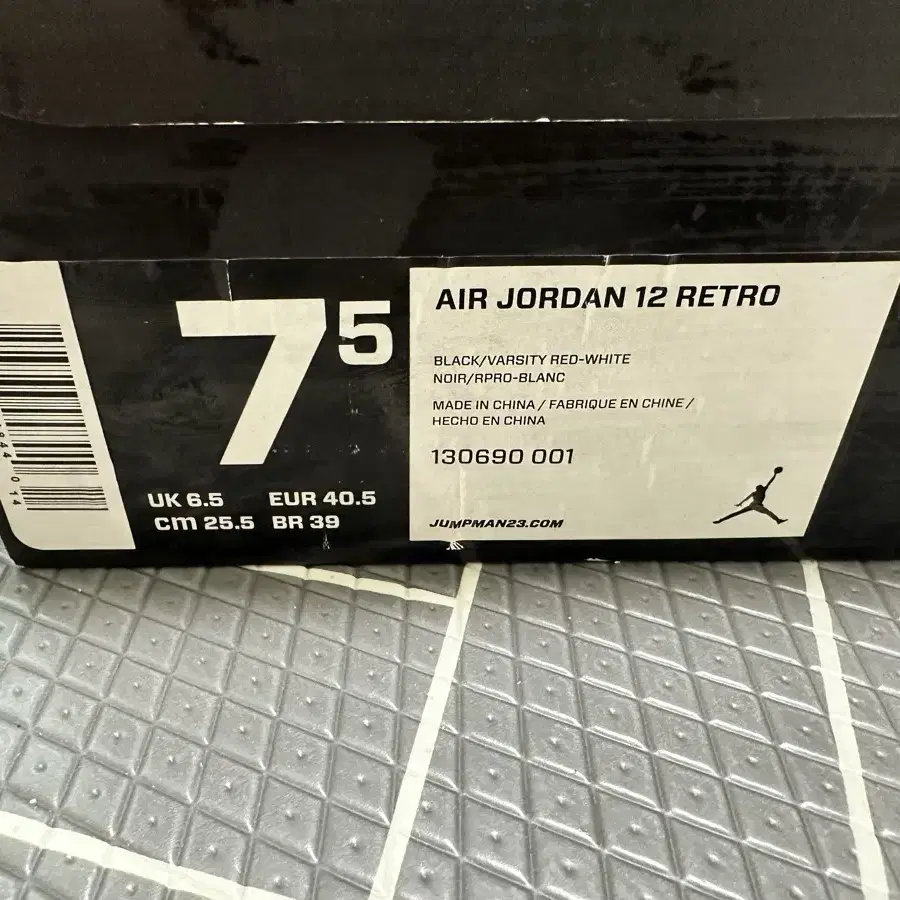 7 5
UK 6.5 EUR 40.5
CM 25.5 BR 39
AIR JORDAN 12 RETRO
BLACK/VARSITY RED-WHITE
NOIR/RPRO-BLANC
MADE IN CHINA / FABRIQUE EN CHINE /
HECHO EN CHINA
130690 001
JUMPMAN23.COM